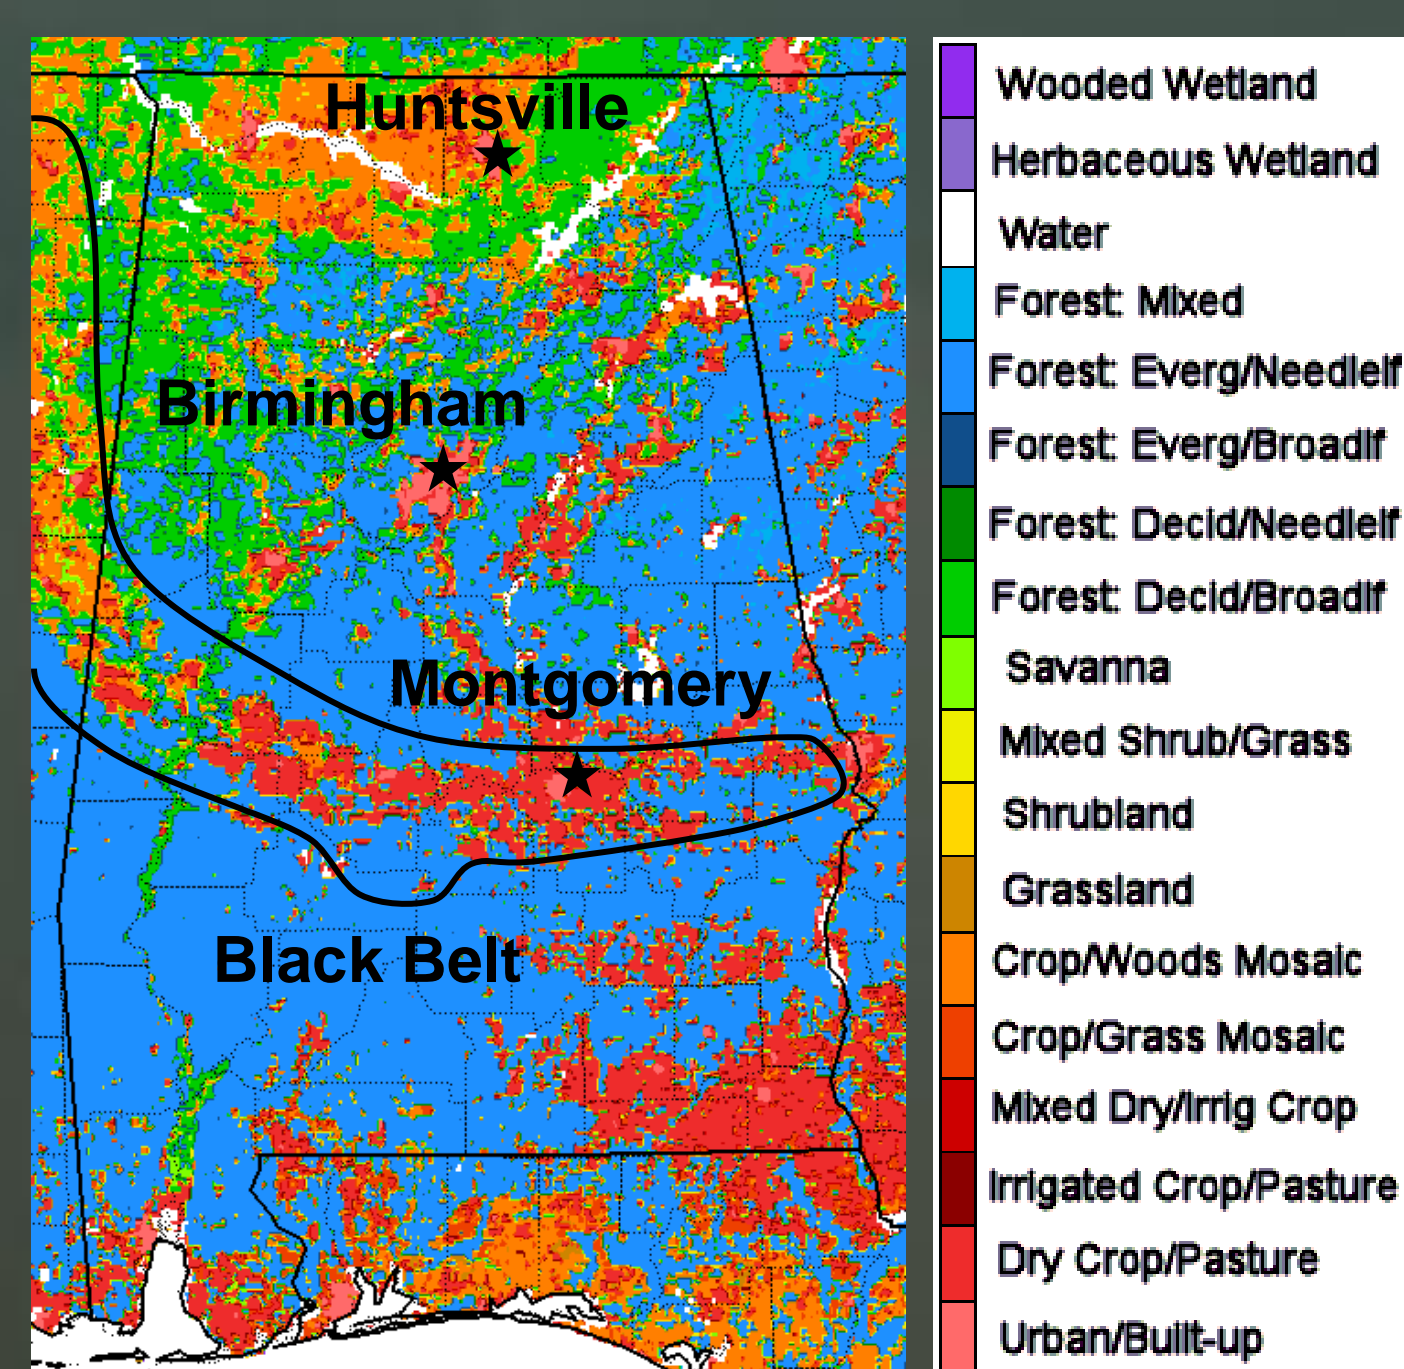 Huntsville
Birmingham
Montgomery
Black Belt
Wooded Wetland
Herbaceous Wetland
Water
Forest: Mixed
Forest: Everg/Needlelf
Forest: Everg/Broadlf
Forest: Decid/Needlelf
Forest: Decid/Broadlf
Savanna
Mixed Shrub/Grass
Shrubland
Grassland
Crop/Woods Mosaic
Crop/Grass Mosaic
Mixed Dry/Irrig Crop
Irrigated Crop/Pasture
Dry Crop/Pasture
Urban/Built-up